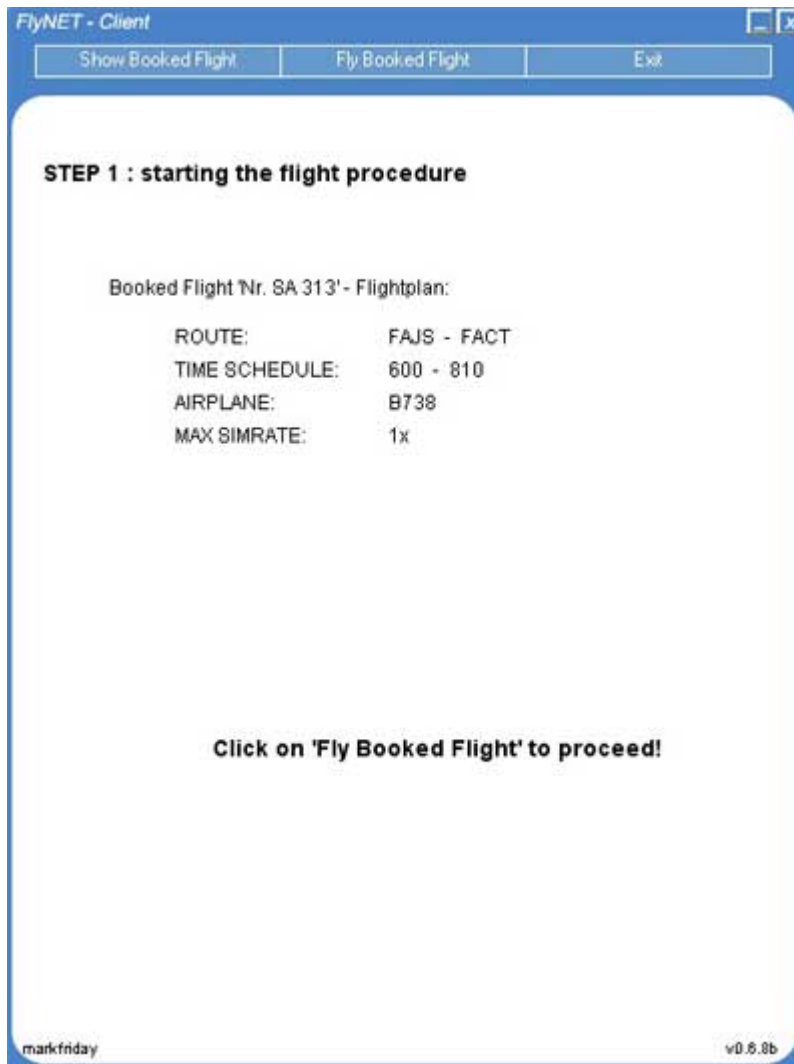 FlyNET - Client
Show Booked Flight Fly Booked Flight Exit
STEP 1 : starting the flight procedure
Booked Flight 'Nr. SA 313' - Flightplan:
ROUTE: FAJS - FACT
TIME SCHEDULE: 600 - 810
AIRPLANE: B738
MAX SIMRATE: 1x
Click on 'Fly Booked Flight' to proceed!
markfriday v0.6.8b